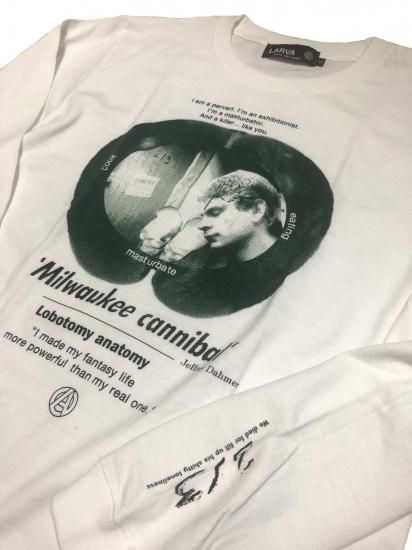 LARVA
I am a pervert. I'm an exhibitionist.
I'm a masturbator.
And a killer... like you.
cook
eating
masturbate
'Milwaukee cannibal'
Lobotomy anatomy
Dahmer
"I made my fantasy life
more powerful than my real one."
We died for fill up his shitty loneliness